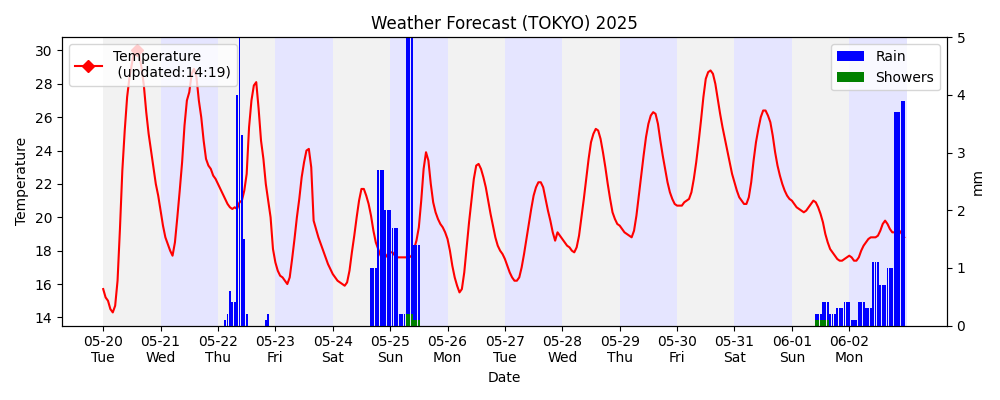 Weather Forecast (TOKYO) 2025
Temperature
(updated:14:19)
Rain
Showers
Temperature
30
28
26
24
22
20
18
16
14
5
4
3
2
1
0
mm
05-20 05-21 05-22 05-23 05-24 05-25 05-26 05-27 05-28 05-29 05-30 05-31 06-01 06-02
Tue Wed Thu Fri Sat Sun Mon Tue Wed Thu Fri Sat Sun Mon
Date